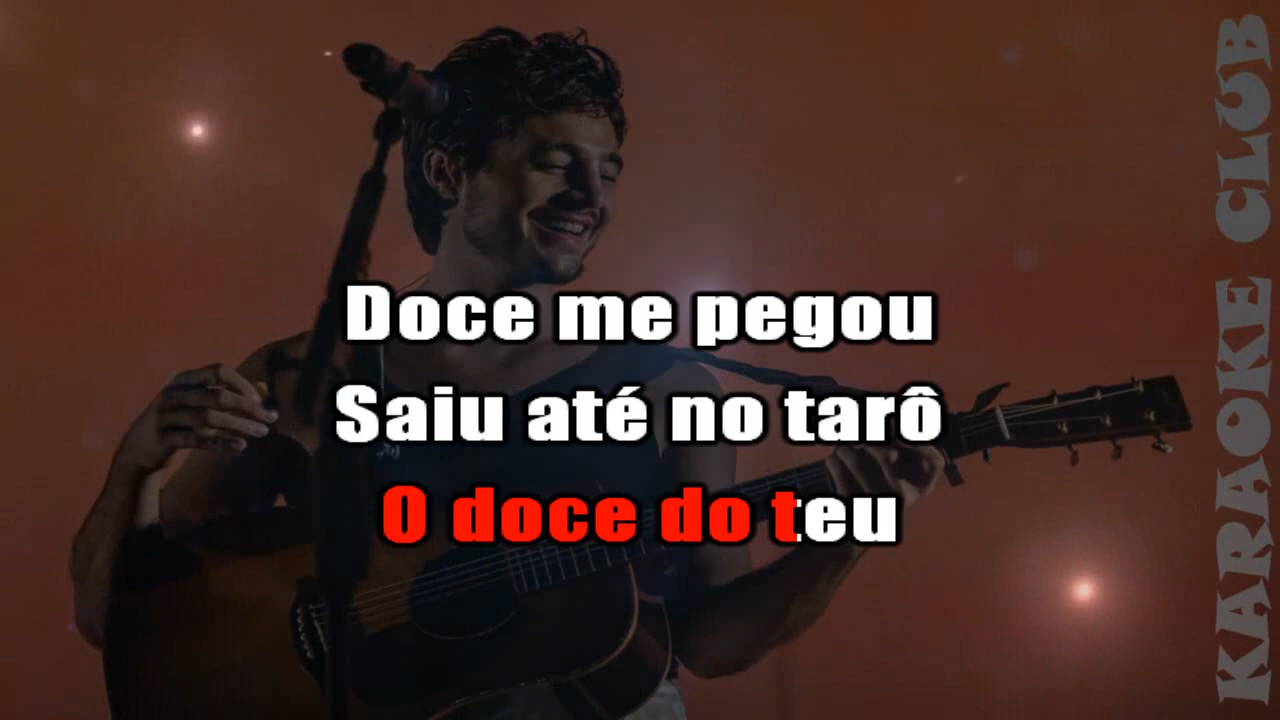 Doce me pegou
Saiu até no tarô
O doce do teu
KARAOKE CLUB